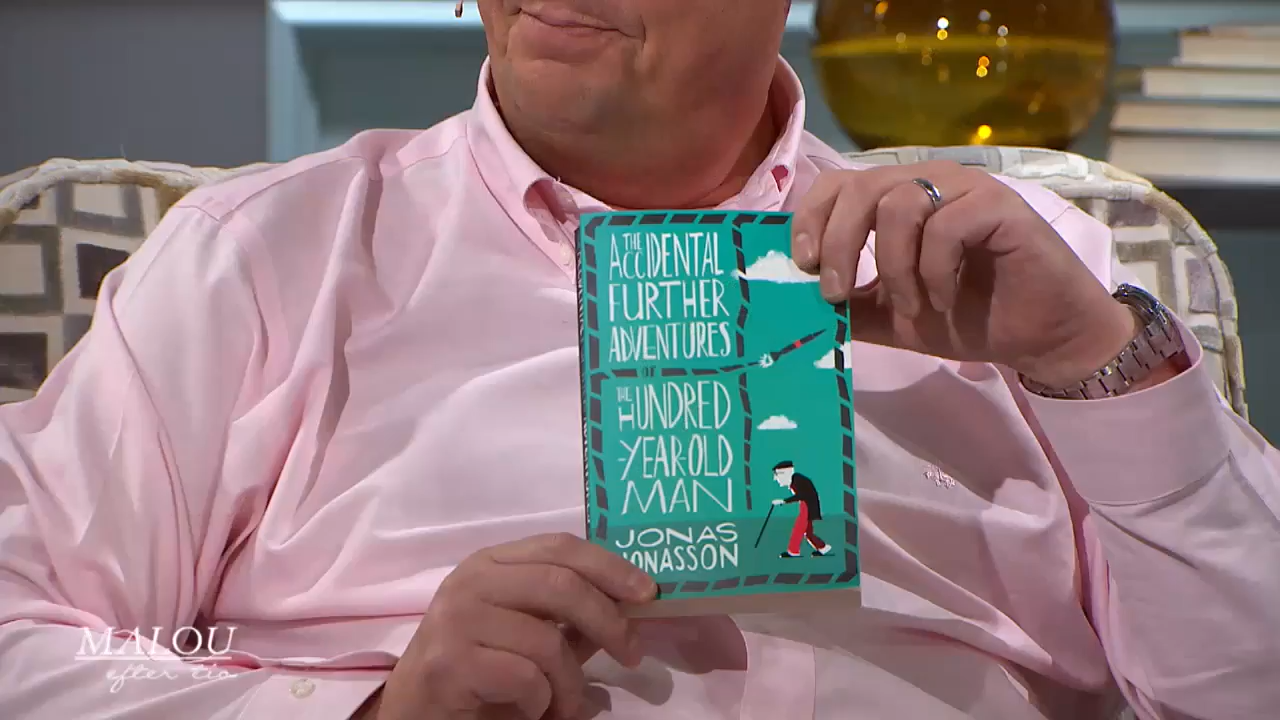 THE
ACCIDENTAL
FURTHER
ADVENTURES
OF
THE
HUNDRED
-YEAR-OLD
MAN
JONAS
JONASSON
MALOU
efter tio